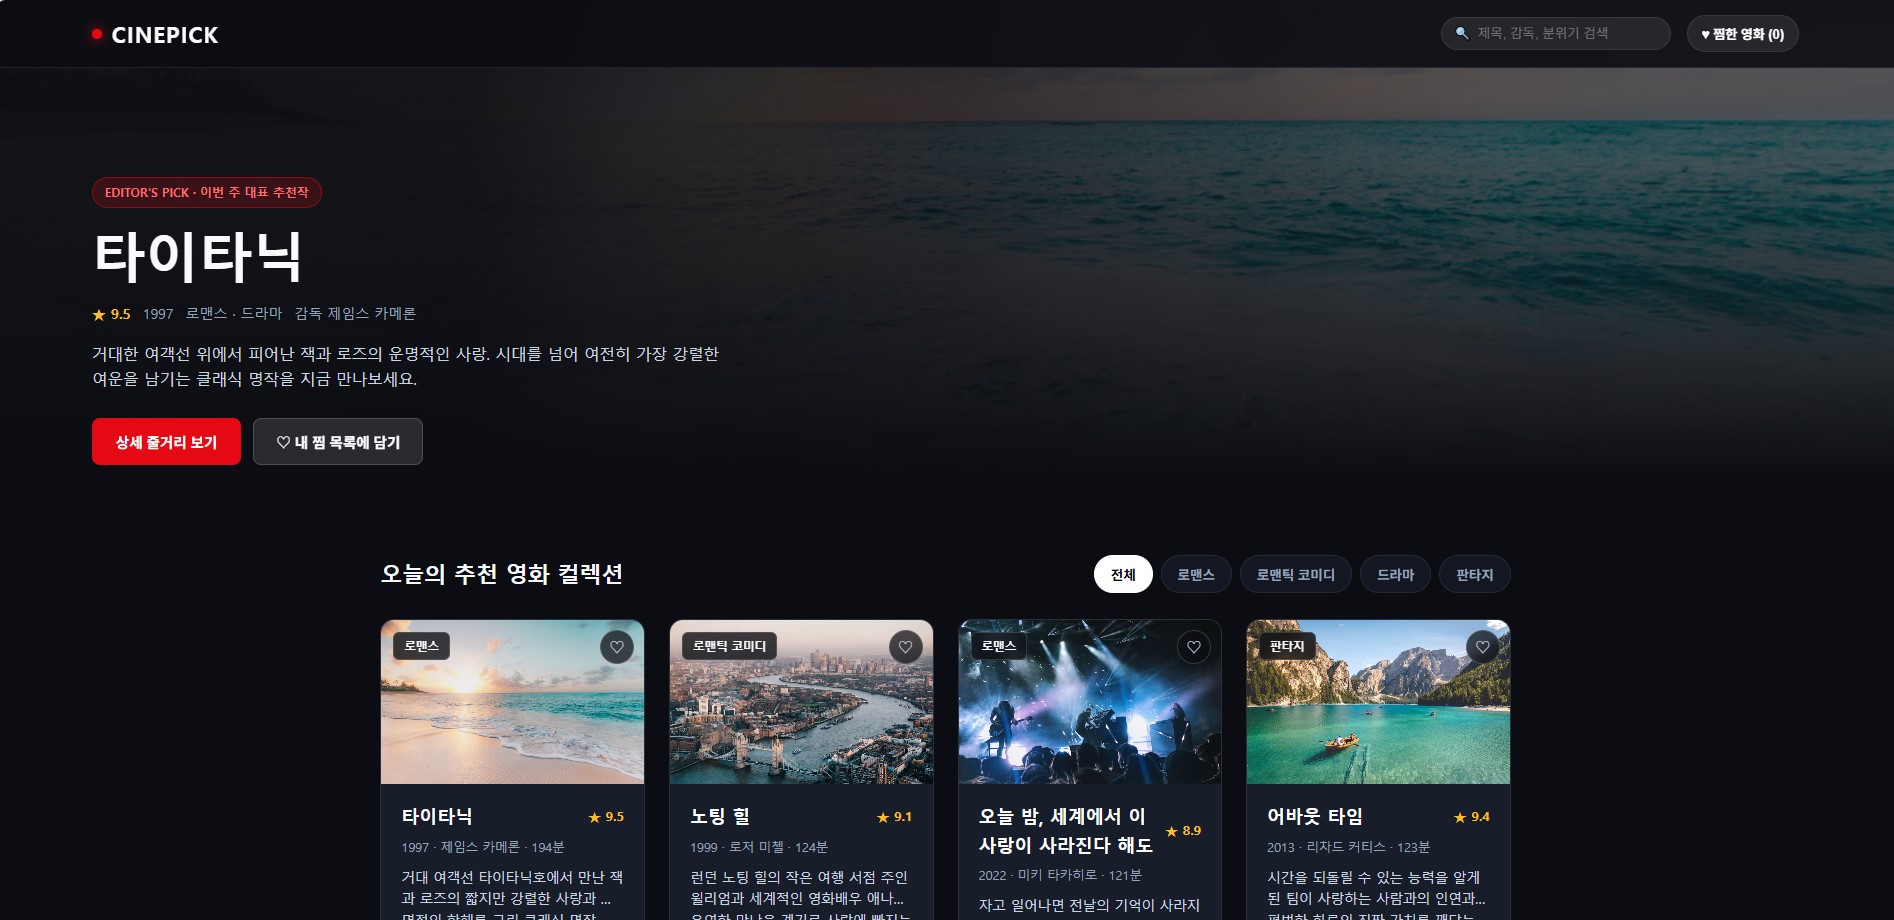 CINEPICK
제목, 감독, 분위기 검색
♥ 찜한 영화 (0)
EDITOR'S PICK · 이번 주 대표 추천작
타이타닉
★ 9.5 1997 로맨스 · 드라마 감독 제임스 카메론
거대한 여객선 위에서 피어난 잭과 로즈의 운명적인 사랑. 시대를 넘어 여전히 가장 강렬한
여운을 남기는 클래식 명작을 지금 만나보세요.
상세 줄거리 보기
♡ 내 찜 목록에 담기
오늘의 추천 영화 컬렉션
전체
로맨스
로맨틱 코미디
드라마
판타지
로맨스
타이타닉
★ 9.5
1997 · 제임스 카메론 · 194분
거대 여객선 타이타닉호에서 만난 잭
과 로즈의 짧지만 강렬한 사랑과 ...
로맨틱 코미디
노팅 힐
★ 9.1
1999 · 로저 미첼 · 124분
런던 노팅 힐의 작은 여행 서점 주인
윌리엄과 세계적인 영화배우 애나...
로맨스
오늘 밤, 세계에서 이
사랑이 사라진다 해도
★ 8.9
2022 · 미키 타카히로 · 121분
자고 일어나면 전날의 기억이 사라지
판타지
어바웃 타임
★ 9.4
2013 · 리차드 커티스 · 123분
시간을 되돌릴 수 있는 능력을 알게
된 팀이 사랑하는 사람과의 인연과...